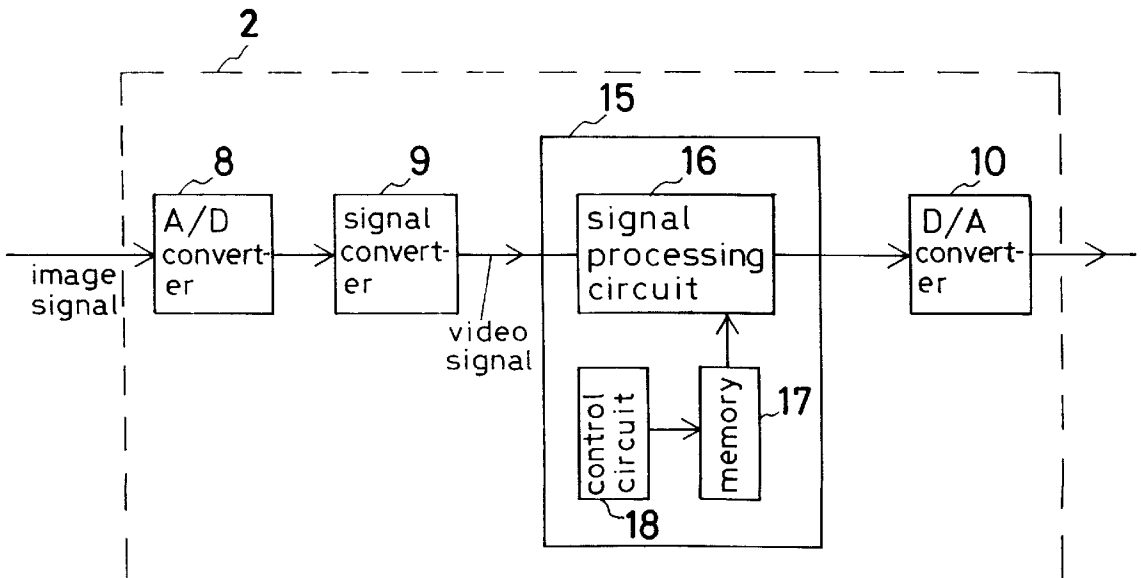 2
15
8
A/D
convert-
er
9
signal
convert-
er
16
signal
processing
circuit
10
D/A
convert-
er
image
signal
video
signal
control
circuit
18
memory
17